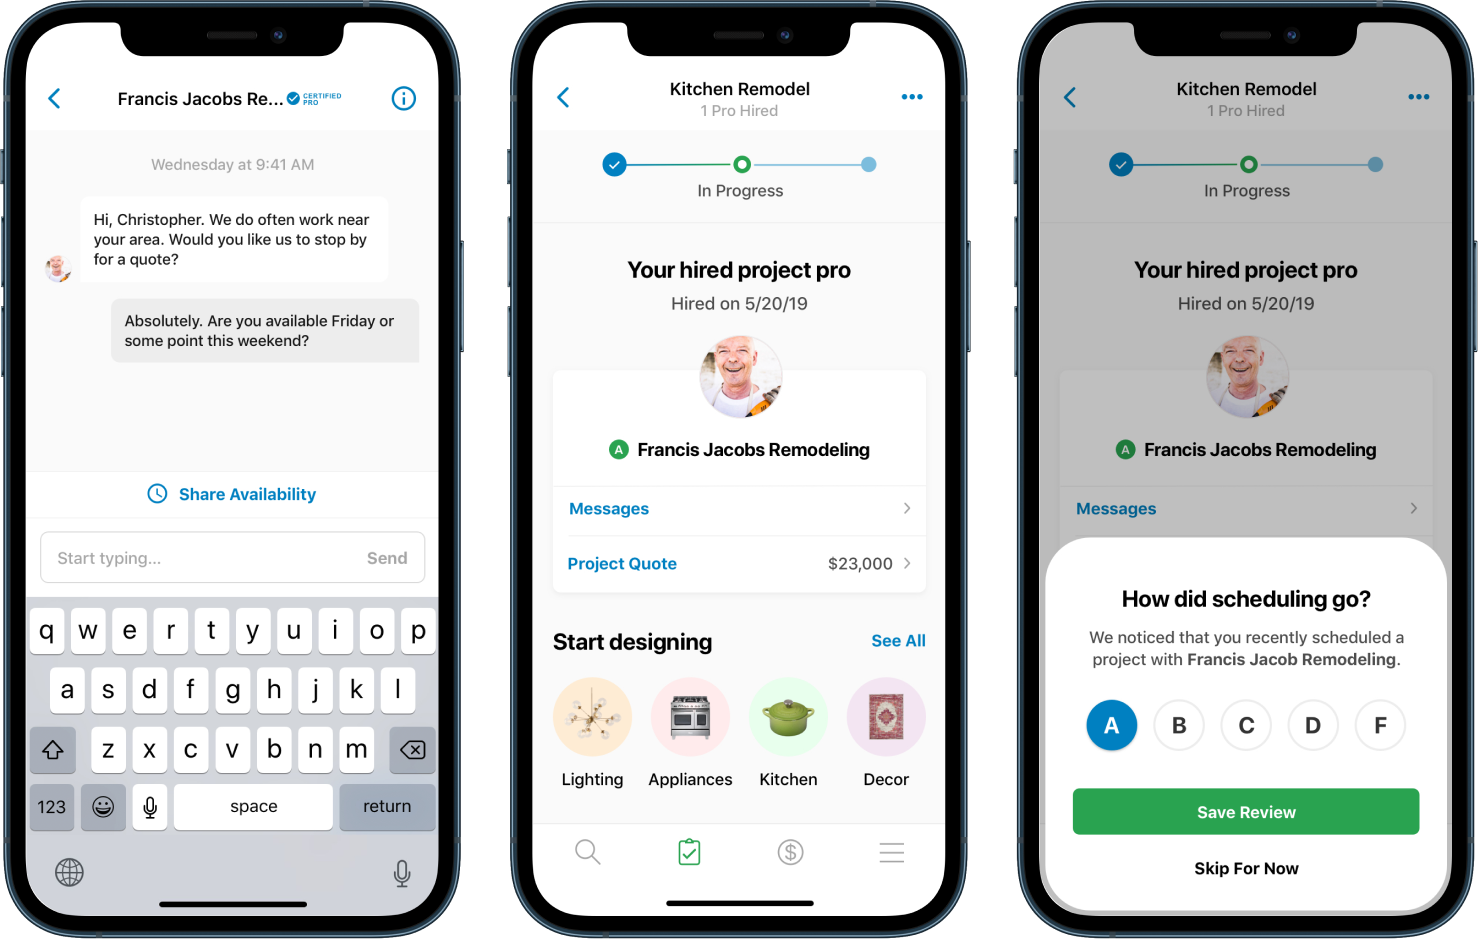 Francis Jacobs Re...
CERTIFIED
PRO
Wednesday at 9:41 AM
Hi, Christopher. We do often work near
your area. Would you like us to stop by
for a quote?
Absolutely. Are you available Friday or
some point this weekend?
Share Availability
Start typing...
Send
q w e r t y u i o p
a s d f g h j k l
z x c v b n m
123
space
return
Kitchen Remodel
1 Pro Hired
In Progress
Your hired project pro
Hired on 5/20/19
A Francis Jacobs Remodeling
Messages
Project Quote $23,000
Start designing
See All
Lighting
Appliances
Kitchen
Decor
$
Kitchen Remodel
1 Pro Hired
In Progress
Your hired project pro
Hired on 5/20/19
A Francis Jacobs Remodeling
Messages
How did scheduling go?
We noticed that you recently scheduled a
project with Francis Jacob Remodeling.
A B C D F
Save Review
Skip For Now